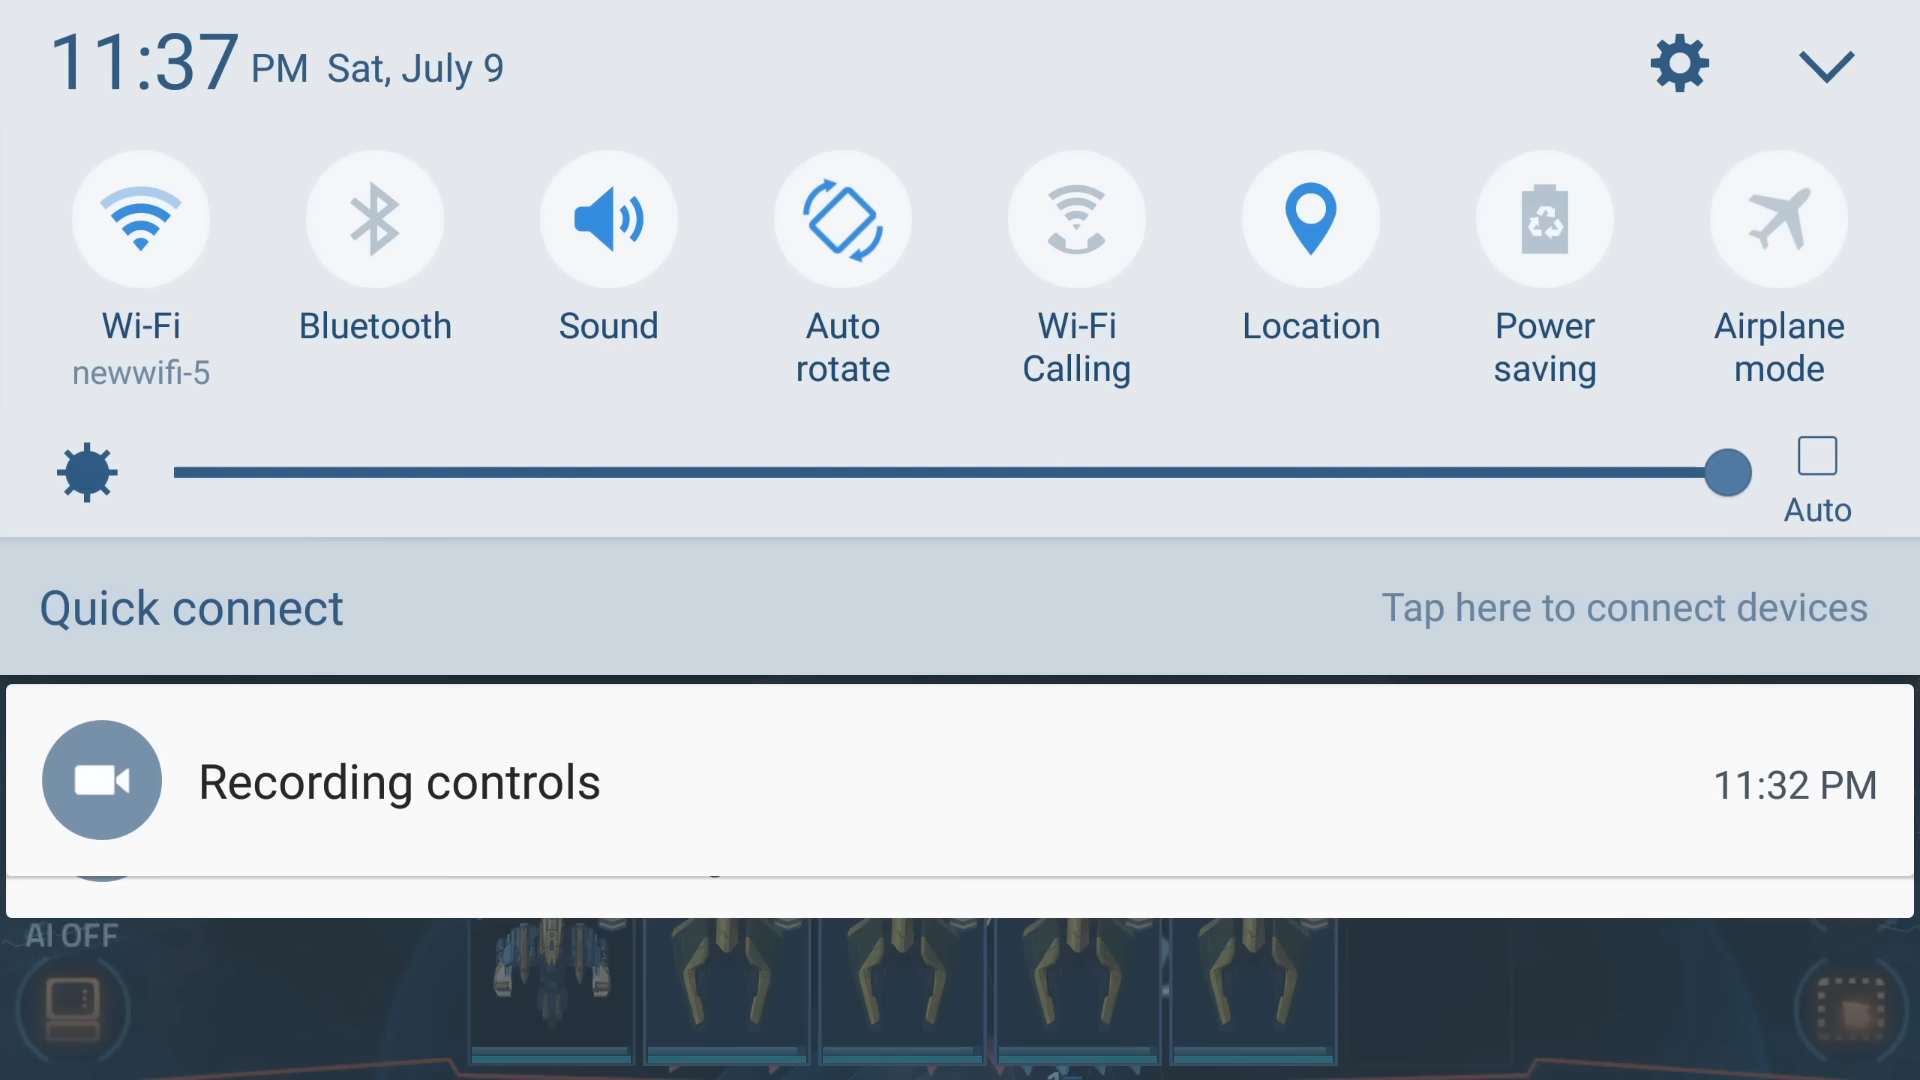 11:37 PM Sat, July 9
Wi-Fi
newwifi-5
Bluetooth
Sound
Auto
rotate
Wi-Fi
Calling
Location
Power
saving
Airplane
mode
Auto
Quick connect
Tap here to connect devices
Recording controls
11:32 PM
AI OFF